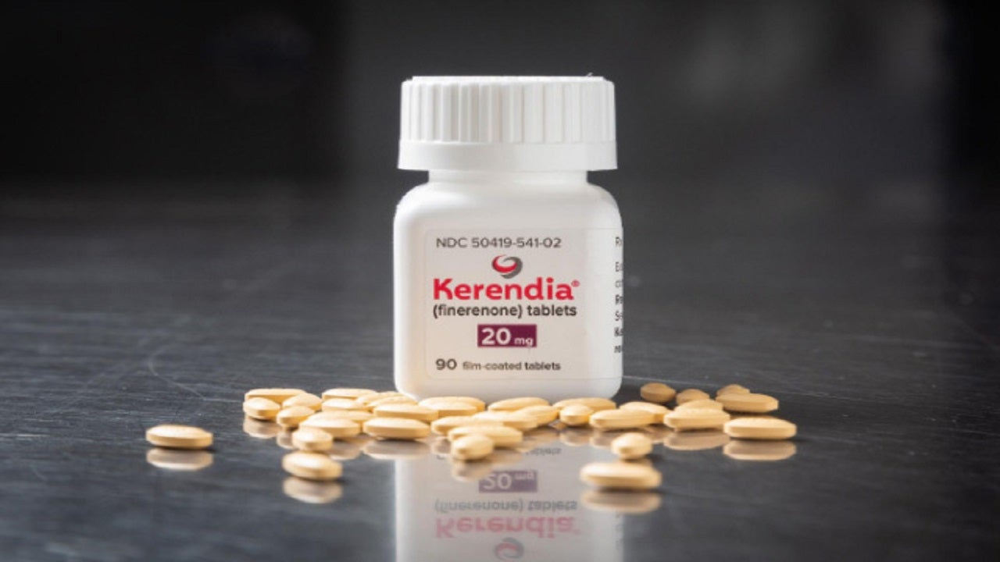 NDC 50419-541-02
Kerendia®
(finerenone) tablets
20 mg
90 film-coated tablets